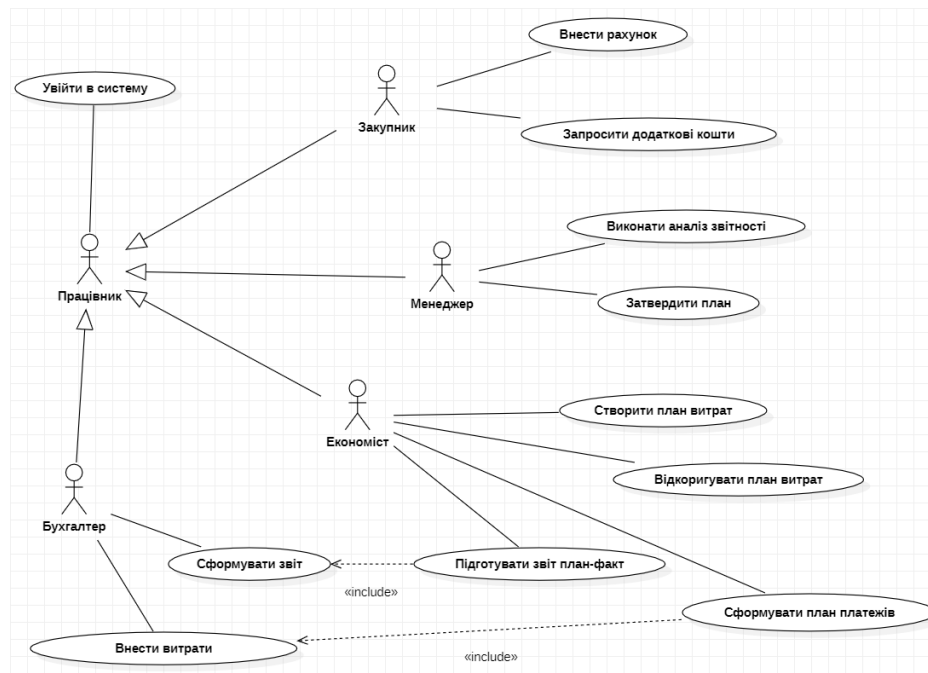 Внести рахунок
Увійти в систему
Закупник
Запросити додаткові кошти
Виконати аналіз звітності
Працівник
Менеджер
Затвердити план
Створити план витрат
Економіст
Відкоригувати план витрат
Бухгалтер
Сформувати звіт
Підготувати звіт план-факт
«include»
Сформувати план платежів
Внести витрати
«include»